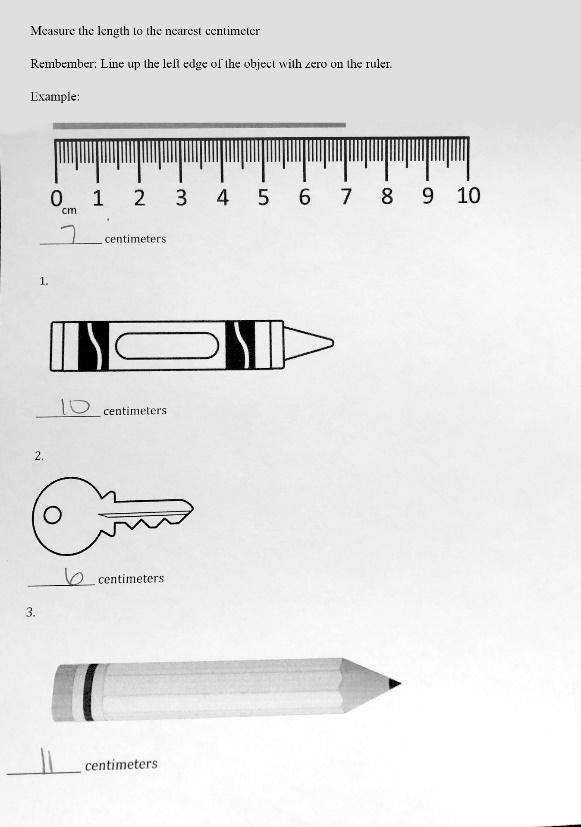 Measure the length to the nearest centimeter
Rembember: Line up the left edge of the object with zero on the ruler.
Example:
0 1 2 3 4 5 6 7 8 9 10
cm
7 centimeters
1.
10 centimeters
2.
6 centimeters
3.
11 centimeters